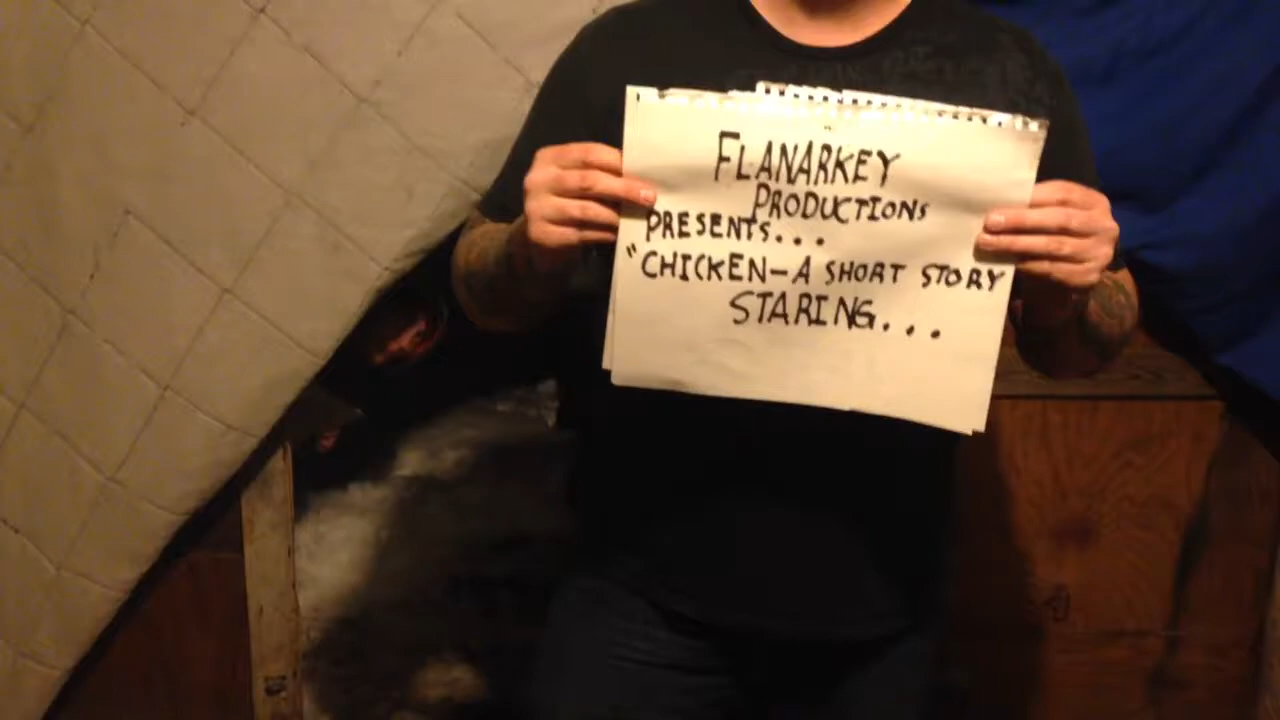 FLANARKEY
PRODUCTIONS
PRESENTS...
"CHICKEN-A SHORT STORY
STARING...